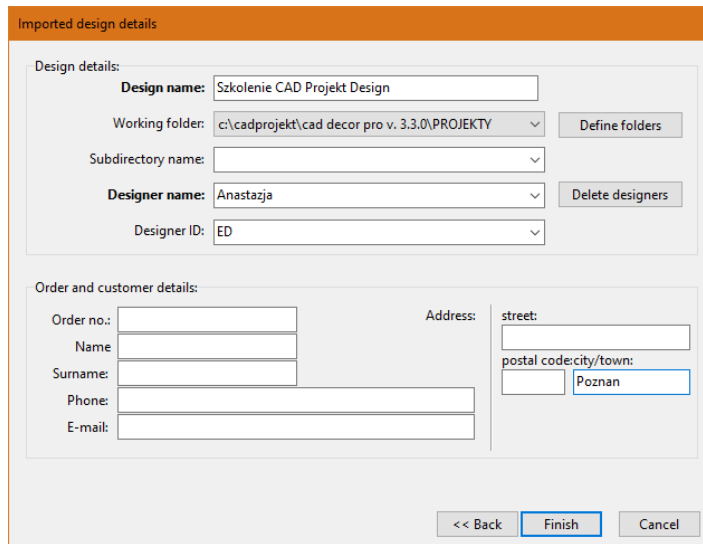 Imported design details
Design details:
Design name: Szkolenie CAD Projekt Design
Working folder: c:\cadprojekt\cad decor pro v. 3.3.0\PROJEKTY Define folders
Subdirectory name:
Designer name: Anastazja Delete designers
Designer ID: ED
Order and customer details:
Order no.: Address: street:
Name
postal code:city/town:
Surname: Poznan
Phone:
E-mail:
<< Back Finish Cancel